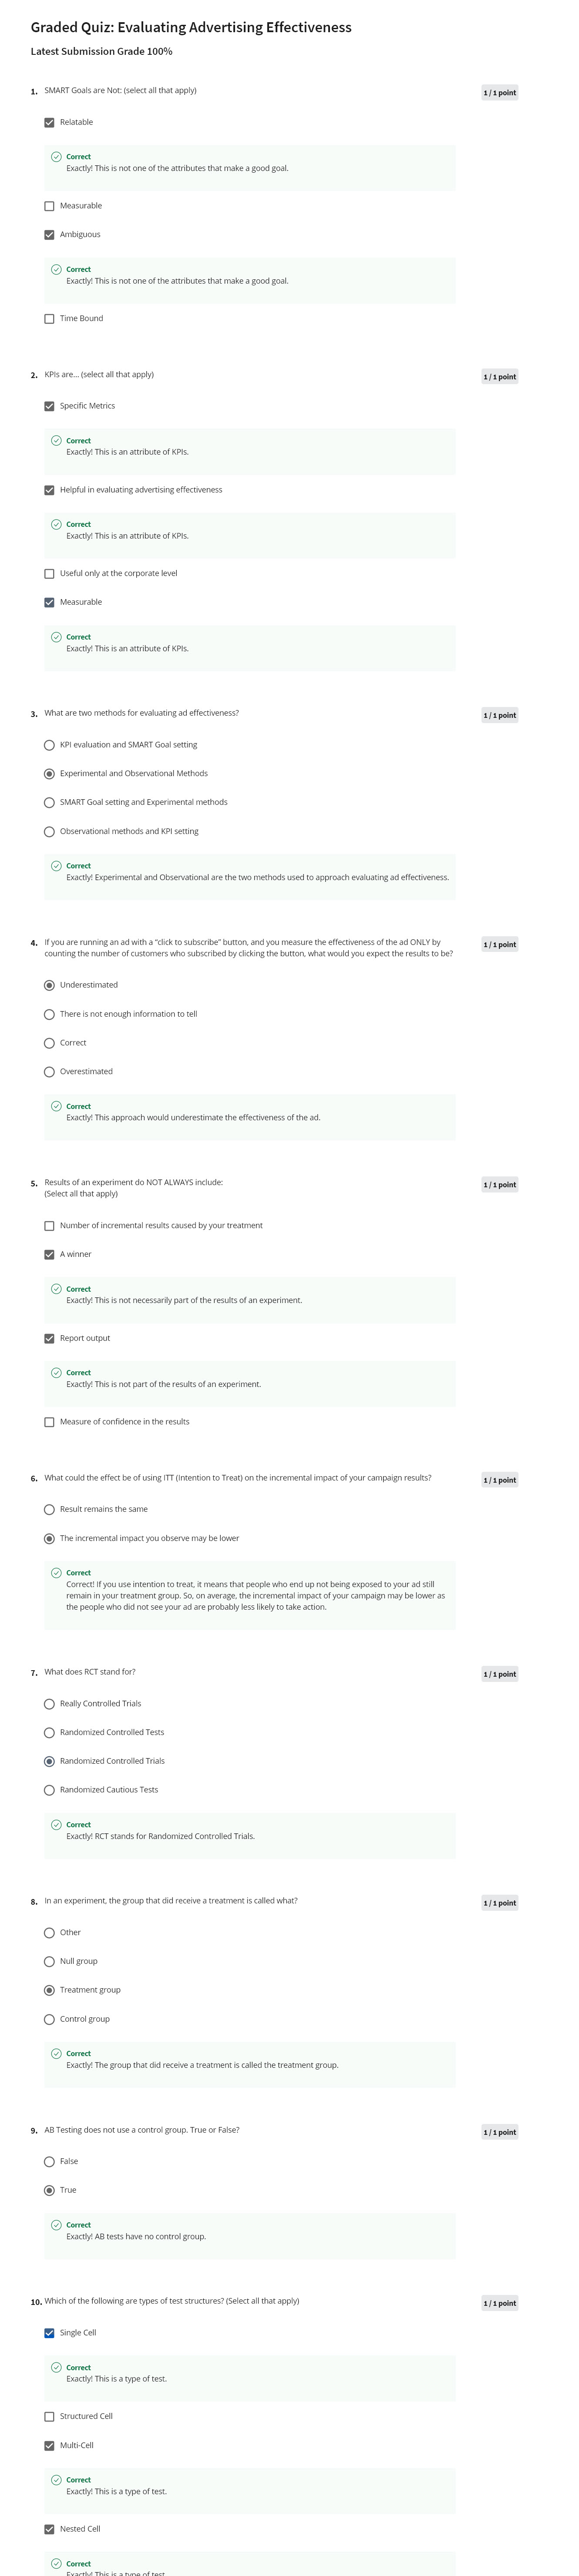 Graded Quiz: Evaluating Advertising Effectiveness
Latest Submission Grade 100%
1. SMART Goals are Not: (select all that apply)
1 / 1 point
Relatable
Correct
Exactly! This is not one of the attributes that make a good goal.
Measurable
Ambiguous
Correct
Exactly! This is not one of the attributes that make a good goal.
Time Bound
2. KPIs are... (select all that apply)
1 / 1 point
Specific Metrics
Correct
Exactly! This is an attribute of KPIs.
Helpful in evaluating advertising effectiveness
Correct
Exactly! This is an attribute of KPIs.
Useful only at the corporate level
Measurable
Correct
Exactly! This is an attribute of KPIs.
3. What are two methods for evaluating ad effectiveness?
1 / 1 point
KPI evaluation and SMART Goal setting
Experimental and Observational Methods
SMART Goal setting and Experimental methods
Observational methods and KPI setting
Correct
Exactly! Experimental and Observational are the two methods used to approach evaluating ad effectiveness.
4. If you are running an ad with a "click to subscribe" button, and you measure the effectiveness of the ad ONLY by
counting the number of customers who subscribed by clicking the button, what would you expect the results to be?
1 / 1 point
Underestimated
There is not enough information to tell
Correct
Overestimated
Correct
Exactly! This approach would underestimate the effectiveness of the ad.
5. Results of an experiment do NOT ALWAYS include:
(Select all that apply)
1 / 1 point
Number of incremental results caused by your treatment
A winner
Correct
Exactly! This is not necessarily part of the results of an experiment.
Report output
Correct
Exactly! This is not part of the results of an experiment.
Measure of confidence in the results
6. What could the effect be of using ITT (Intention to Treat) on the incremental impact of your campaign results?
1 / 1 point
Result remains the same
The incremental impact you observe may be lower
Correct
Correct! If you use intention to treat, it means that people who end up not being exposed to your ad still
remain in your treatment group. So, on average, the incremental impact of your campaign may be lower as
the people who did not see your ad are probably less likely to take action.
7. What does RCT stand for?
1 / 1 point
Really Controlled Trials
Randomized Controlled Tests
Randomized Controlled Trials
Randomized Cautious Tests
Correct
Exactly! RCT stands for Randomized Controlled Trials.
8. In an experiment, the group that did receive a treatment is called what?
1 / 1 point
Other
Null group
Treatment group
Control group
Correct
Exactly! The group that did receive a treatment is called the treatment group.
9. AB Testing does not use a control group. True or False?
1 / 1 point
False
True
Correct
Exactly! AB tests have no control group.
10. Which of the following are types of test structures? (Select all that apply)
1 / 1 point
Single Cell
Correct
Exactly! This is a type of test.
Structured Cell
Multi-Cell
Correct
Exactly! This is a type of test.
Nested Cell
Correct
Exactly! This is a type of test.